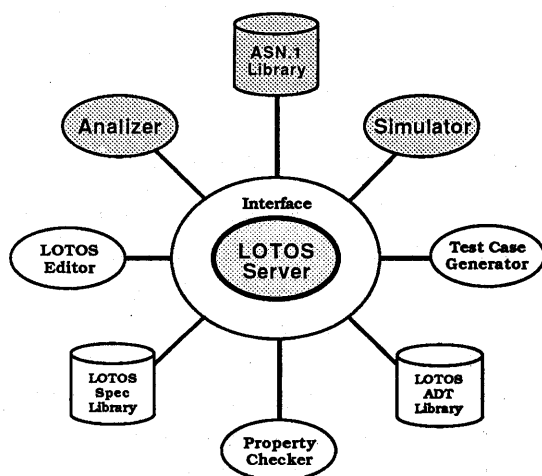 ASN.1
Library
Analizer
Simulator
Interface
LOTOS
Server
LOTOS
Editor
Test Case
Generator
LOTOS
Spec
Library
LOTOS
ADT
Library
Property
Checker